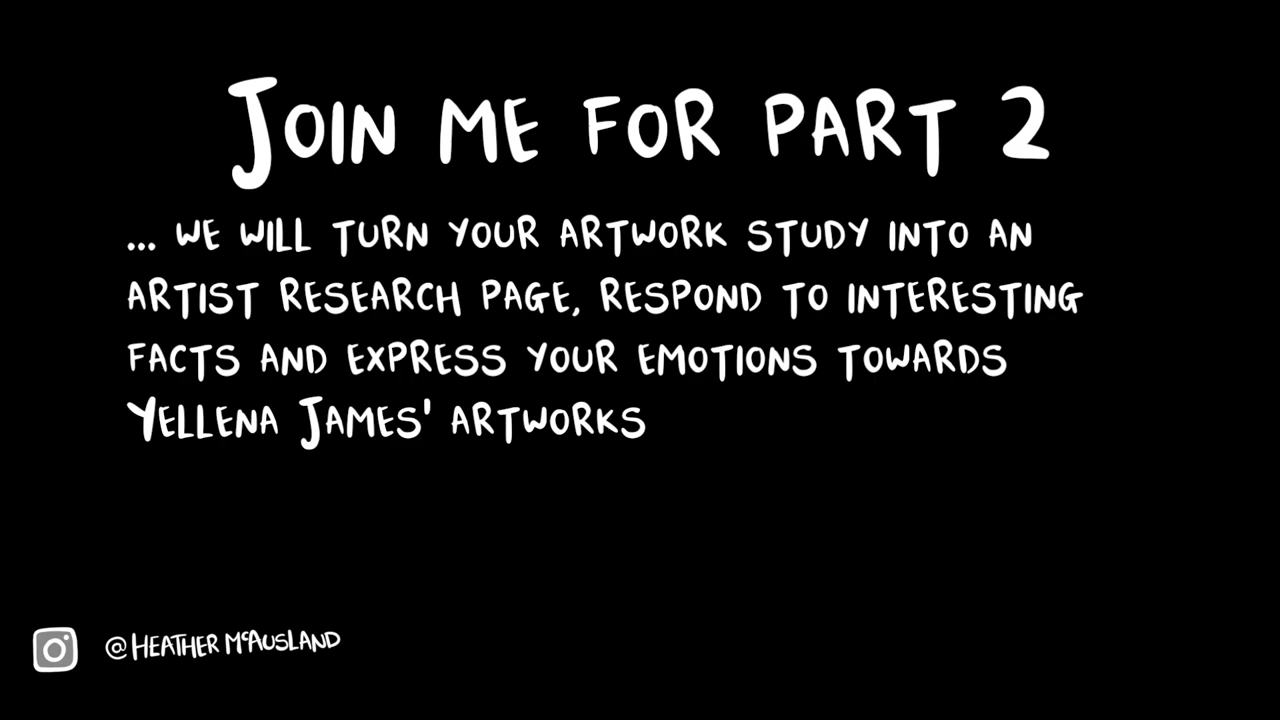 Join me for part 2
... we will turn your artwork study into an
artist research page, respond to interesting
facts and express your emotions towards
Yellena James' artworks
@Heather McAusland